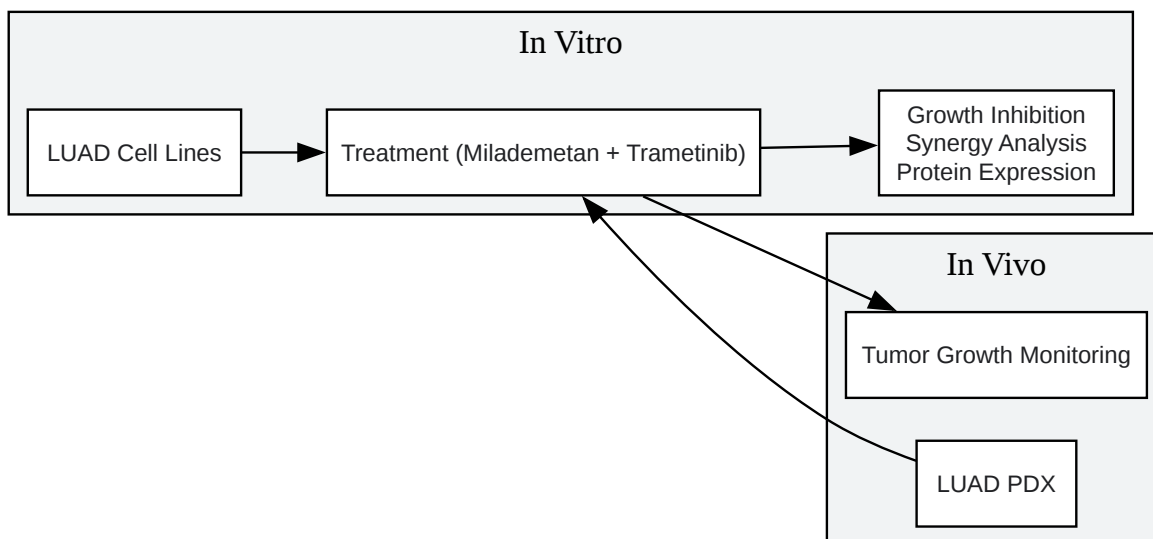 In Vitro
LUAD Cell Lines
Treatment (Milademetan + Trametinib)
Growth Inhibition
Synergy Analysis
Protein Expression
In Vivo
Tumor Growth Monitoring
LUAD PDX